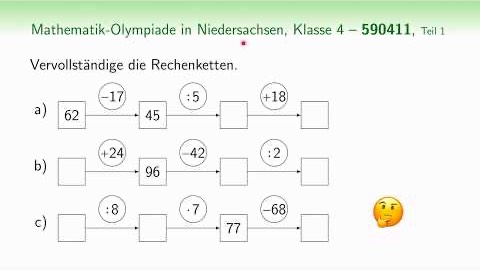 Mathematik-Olympiade in Niedersachsen, Klasse 4 – 590411, Teil 1
Vervollständige die Rechenketten.
–17 :5 +18
a) 62 45
+24 –42 :2
b) 96
:8 ·7 –68
c) 77